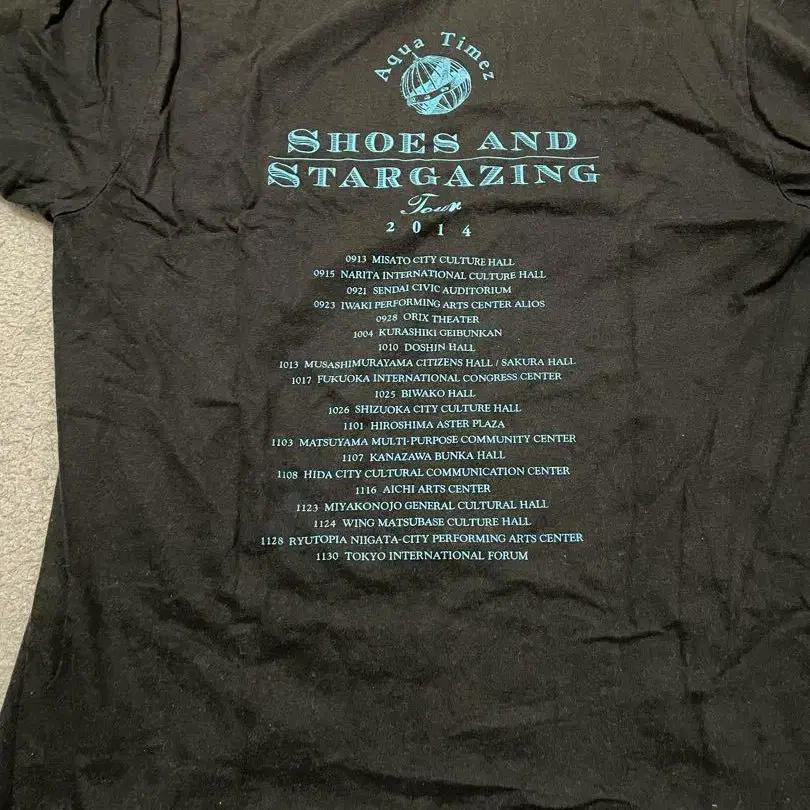 Aqua Timez
SHOES AND
STARGAZING
Tour
2014
0913 MISATO CITY CULTURE HALL
0915 NARITA INTERNATIONAL CULTURE HALL
0921 SENDAI CIVIC AUDITORIUM
0923 IWAKI PERFORMING ARTS CENTER ALIOS
0928 ORIX THEATER
1004 KURASHIKI GEIBUNKAN
1010 DOSHIN HALL
1013 MUSASHIMURAYAMA CITIZENS HALL / SAKURA HALL
1017 FUKUOKA INTERNATIONAL CONGRESS CENTER
1025 BIWAKO HALL
1026 SHIZUOKA CITY CULTURE HALL
1101 HIROSHIMA ASTER PLAZA
1103 MATSUYAMA MULTI-PURPOSE COMMUNITY CENTER
1107 KANAZAWA BUNKA HALL
1108 HIDA CITY CULTURAL COMMUNICATION CENTER
1116 AICHI ARTS CENTER
1123 MIYAKONOJO GENERAL CULTURAL HALL
1124 WING MATSUBASE CULTURE HALL
1128 RYUTOPIA NIIGATA-CITY PERFORMING ARTS CENTER
1130 TOKYO INTERNATIONAL FORUM